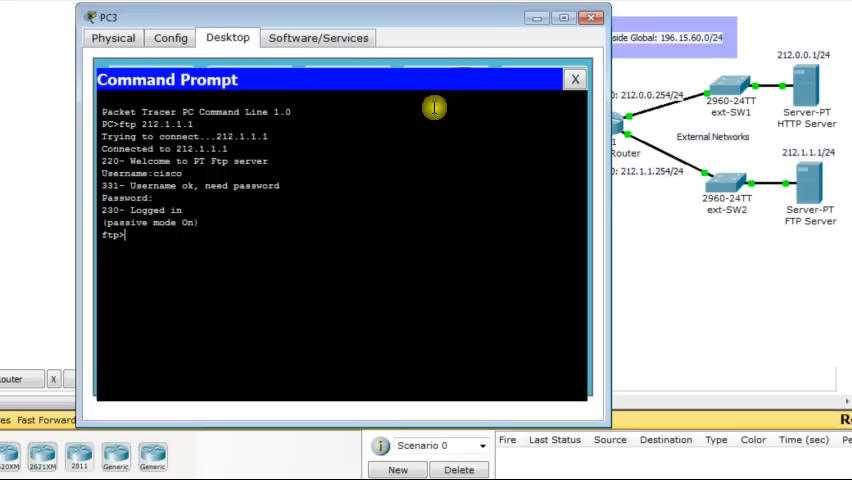 PC3
Physical
Config
Desktop
Software/Services
Command Prompt
X
Packet Tracer PC Command Line 1.0
PC>ftp 212.1.1.1
Trying to connect...212.1.1.1
Connected to 212.1.1.1
220- Welcome to PT Ftp server
Username:cisco
331- Username ok, need password
Password:
230- Logged in
(passive mode On)
ftp>
side Global: 196.15.60.0/24
212.0.0.1/24
0: 212.0.0.254/24
2960-24TT
ext-SW1
Server-PT
HTTP Server
1
Router
External Networks
212.1.1.1/24
0: 212.1.1.254/24
2960-24TT
ext-SW2
Server-PT
FTP Server
outer
X
es Fast Forward
Re
620XM
2621XM
2811
Generic
Generic
Scenario 0
New
Delete
Fire
Last Status
Source
Destination
Type
Color
Time (sec)
Pe